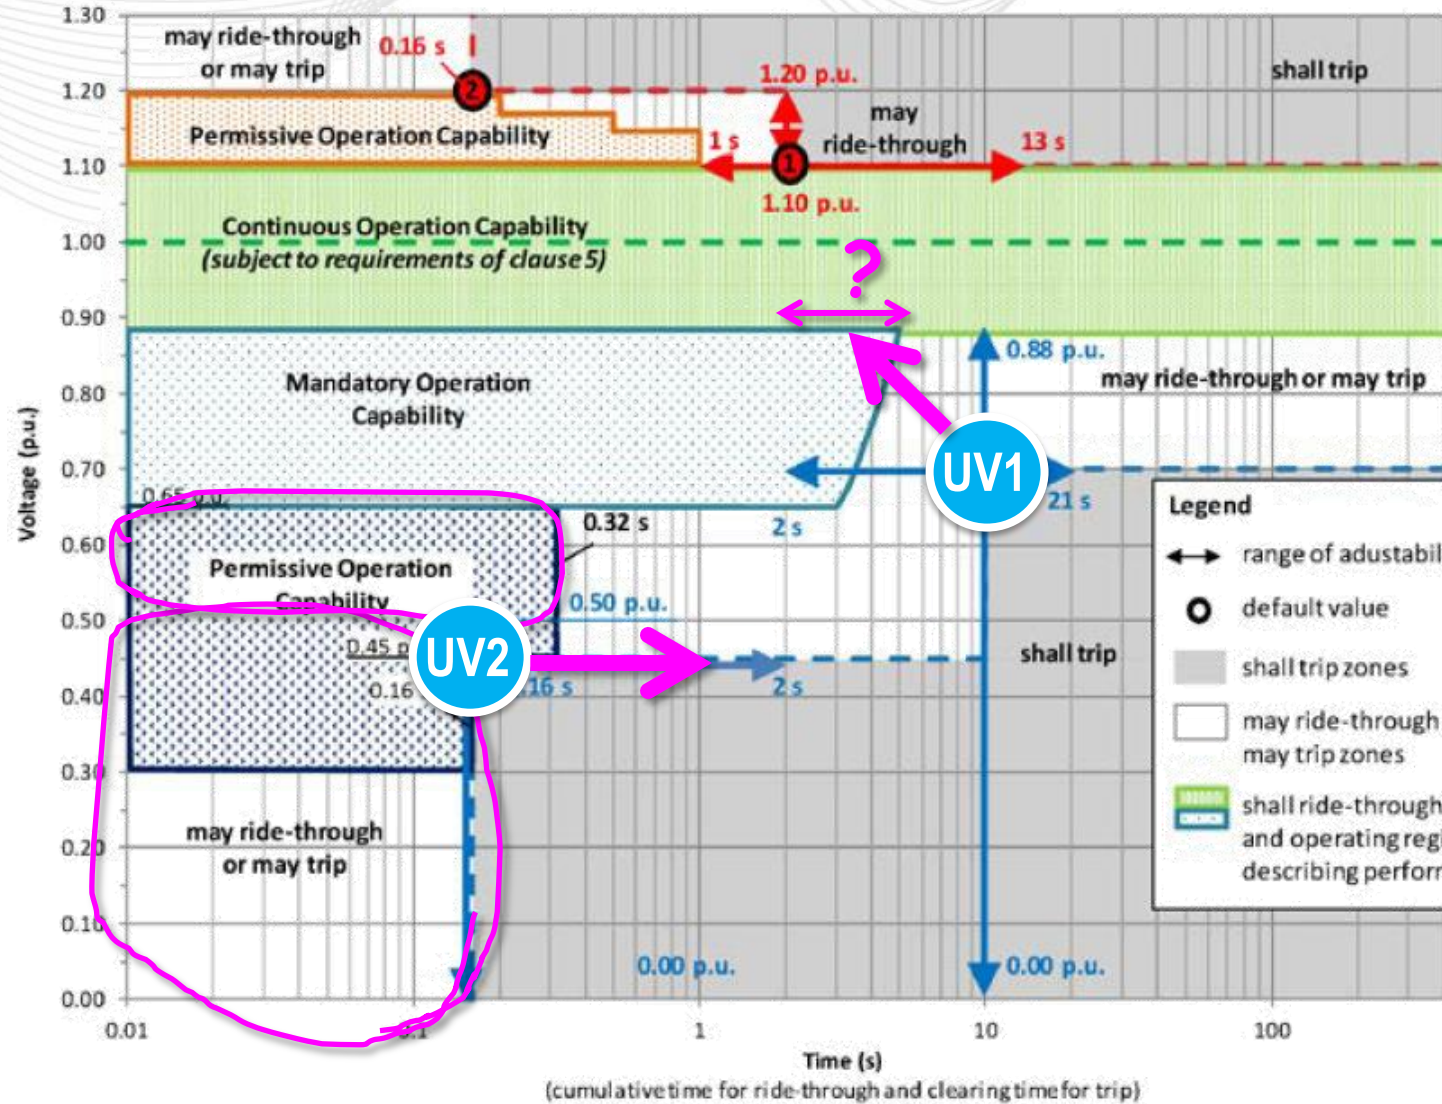 1.30
may ride-through
or may trip
0.16 s
2
1.20 p.u.
shall trip
1.20
Permissive Operation Capability
may
ride-through
1 s
13 s
1
1.10
1.10 p.u.
Continuous Operation Capability
(subject to requirements of clause 5)
1.00
?
0.90
0.88 p.u.
Mandatory Operation
Capability
may ride-through or may trip
0.80
0.70
UV1
21 s
2 s
0.65 p.u.
0.32 s
0.60
Permissive Operation
Capability
0.50 p.u.
0.50
0.45 p
UV2
shall trip
0.16
16 s
2 s
0.40
0.30
may ride-through
or may trip
0.20
0.10
0.00 p.u.
0.00 p.u.
0.00
0.01
0.1
1
10
100
Voltage (p.u.)
Time (s)
(cumulative time for ride-through and clearing time for trip)
Legend
range of adustabil
default value
shall trip zones
may ride-through
may trip zones
shall ride-through
and operating regi
describing perform